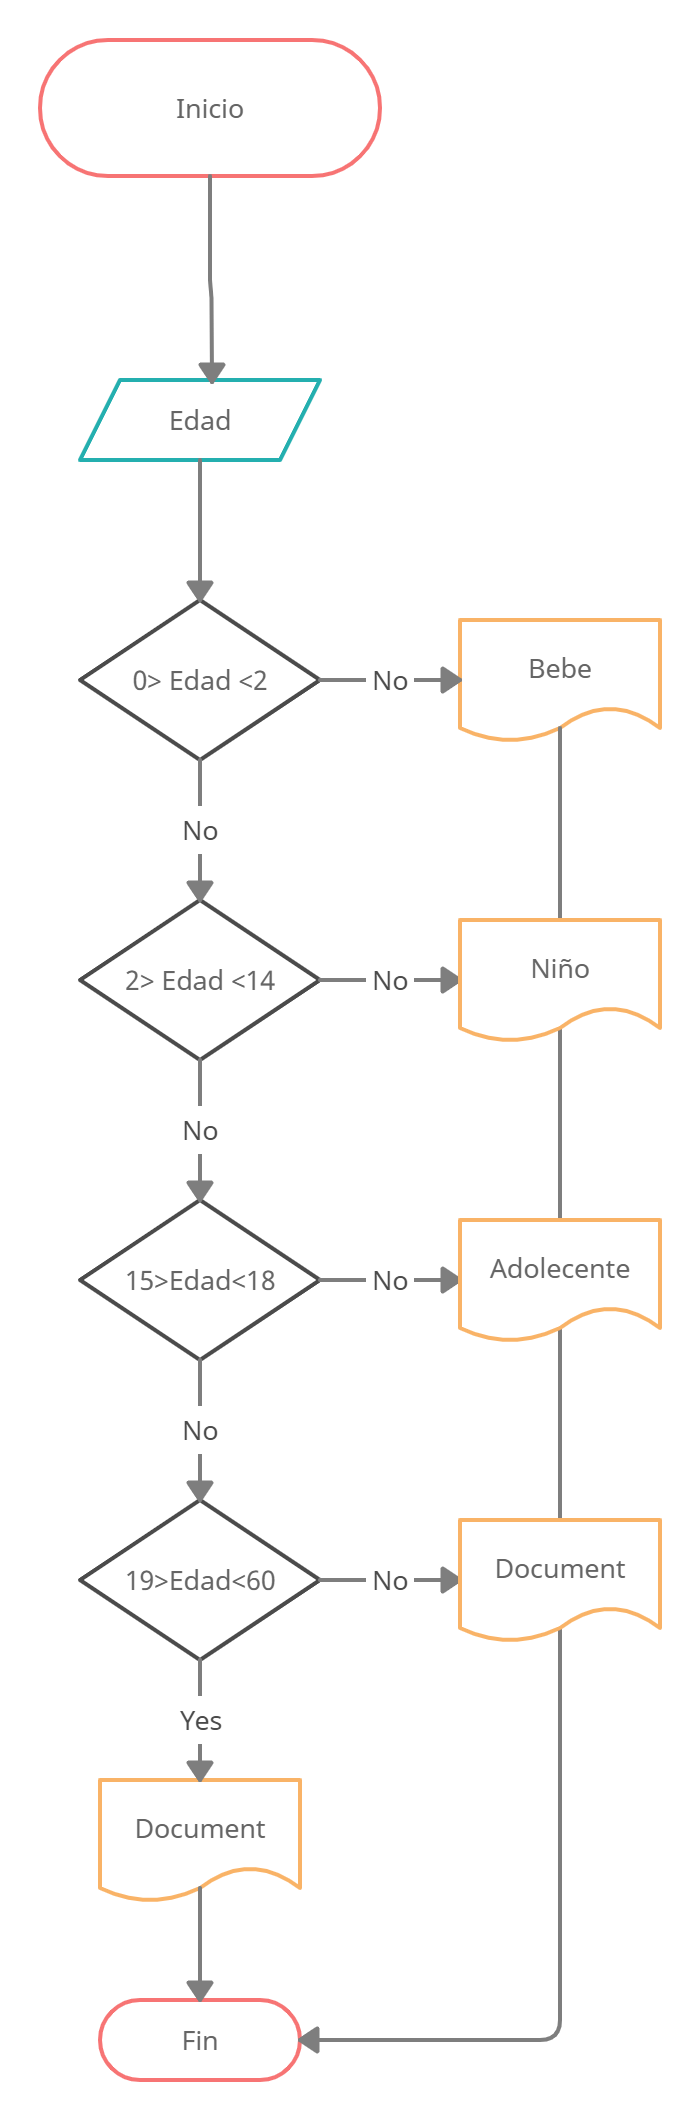 Inicio
Edad
0> Edad <2
No
Bebe
No
2> Edad <14
No
Niño
No
15>Edad<18
No
Adolecente
No
19>Edad<60
No
Document
Yes
Document
Fin